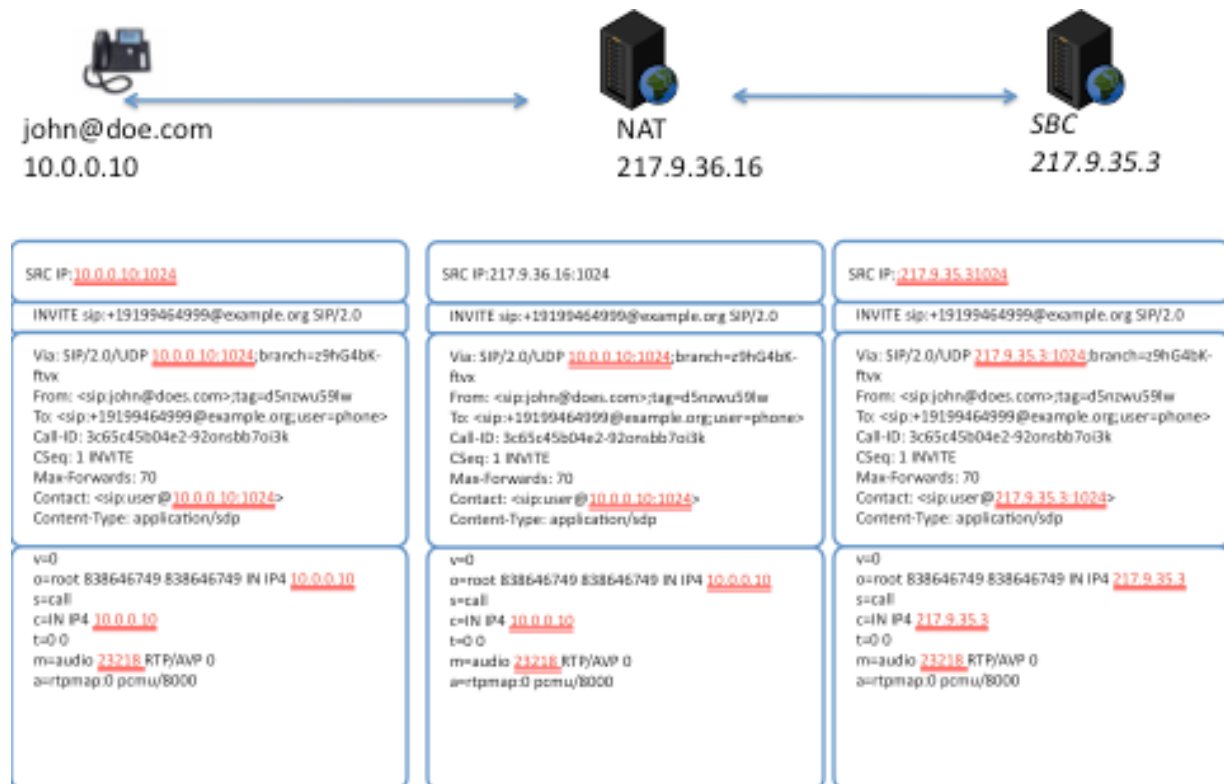 john@doe.com
10.0.0.10
NAT
217.9.36.16
SBC
217.9.35.3
SRC IP:10.0.0.10:1024
INVITE sip:+19199464999@example.org SIP/2.0
Via: SIP/2.0/UDP 10.0.0.10:1024;branch=z9hG4bK-
ftvx
From: <sip:john@does.com>;tag=d5nzwu59lw
To: <sip:+19199464999@example.org;user=phone>
Call-ID: 3c65c45b04e2-92onsbb7oi3k
CSeq: 1 INVITE
Max-Forwards: 70
Contact: <sip:user@10.0.0.10:1024>
Content-Type: application/sdp
v=0
o=root 838646749 838646749 IN IP4 10.0.0.10
s=call
c=IN IP4 10.0.0.10
t=0 0
m=audio 23218 RTP/AVP 0
a=rtpmap:0 pcmu/8000
SRC IP:217.9.36.16:1024
INVITE sip:+19199464999@example.org SIP/2.0
Via: SIP/2.0/UDP 10.0.0.10:1024;branch=z9hG4bK-
ftvx
From: <sip:john@does.com>;tag=d5nzwu59lw
To: <sip:+19199464999@example.org;user=phone>
Call-ID: 3c65c45b04e2-92onsbb7oi3k
CSeq: 1 INVITE
Max-Forwards: 70
Contact: <sip:user@10.0.0.10:1024>
Content-Type: application/sdp
v=0
o=root 838646749 838646749 IN IP4 10.0.0.10
s=call
c=IN IP4 10.0.0.10
t=0 0
m=audio 23218 RTP/AVP 0
a=rtpmap:0 pcmu/8000
SRC IP:217.9.35.31024
INVITE sip:+19199464999@example.org SIP/2.0
Via: SIP/2.0/UDP 217.9.35.3:1024;branch=z9hG4bK-
ftvx
From: <sip:john@does.com>;tag=d5nzwu59lw
To: <sip:+19199464999@example.org;user=phone>
Call-ID: 3c65c45b04e2-92onsbb7oi3k
CSeq: 1 INVITE
Max-Forwards: 70
Contact: <sip:user@217.9.35.3:1024>
Content-Type: application/sdp
v=0
o=root 838646749 838646749 IN IP4 217.9.35.3
s=call
c=IN IP4 217.9.35.3
t=0 0
m=audio 23218 RTP/AVP 0
a=rtpmap:0 pcmu/8000